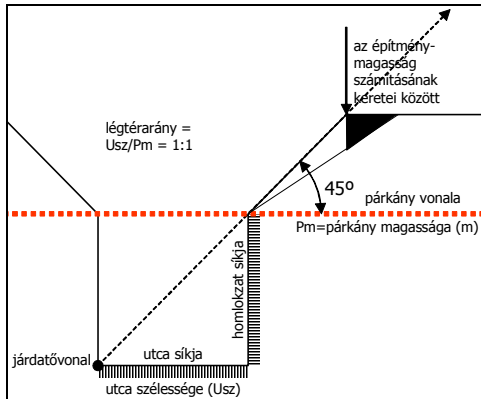 az építmény-
magasság
számításának
keretei között
légtérarány =
Usz/Pm = 1:1
45º
párkány vonala
Pm=párkány magassága (m)
homlokzat síkja
utca síkja
járdatővonal
utca szélessége (Usz)